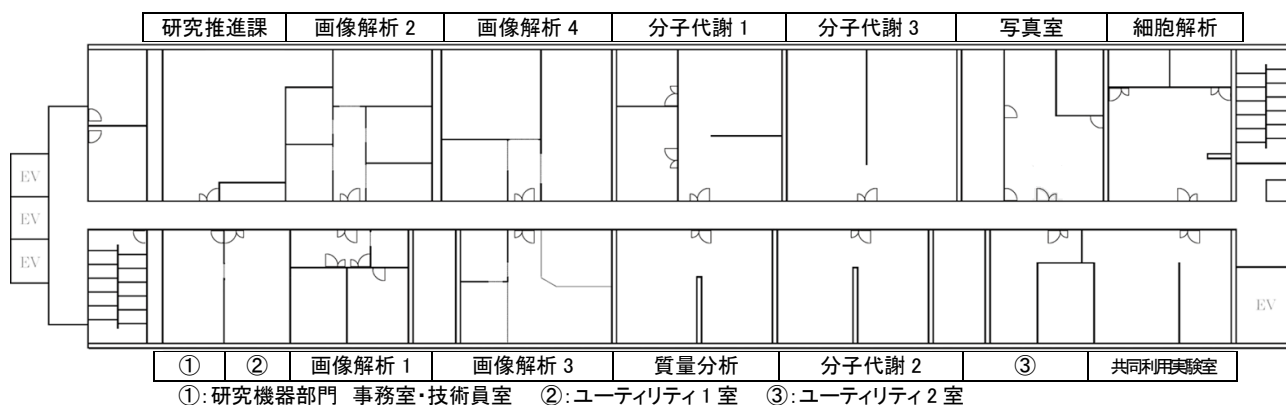 研究推進課 画像解析 2 画像解析 4 分子代謝 1 分子代謝 3 写真室 細胞解析
EV
EV
EV
EV
① ② 画像解析 1 画像解析 3 質量分析 分子代謝 2 ③ 共同利用実験室
①:研究機器部門 事務室・技術員室 ②:ユーティリティ1室 ③:ユーティリティ2室